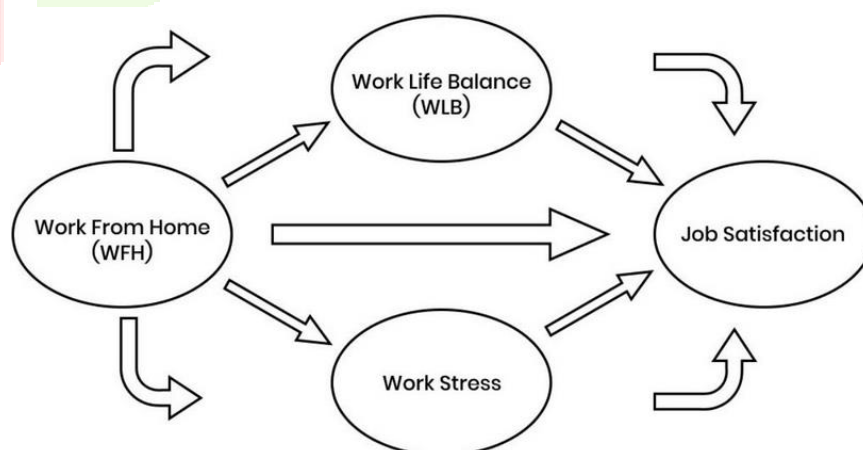 Work Life Balance
(WLB)
Work From Home
(WFH)
Job Satisfaction
Work Stress